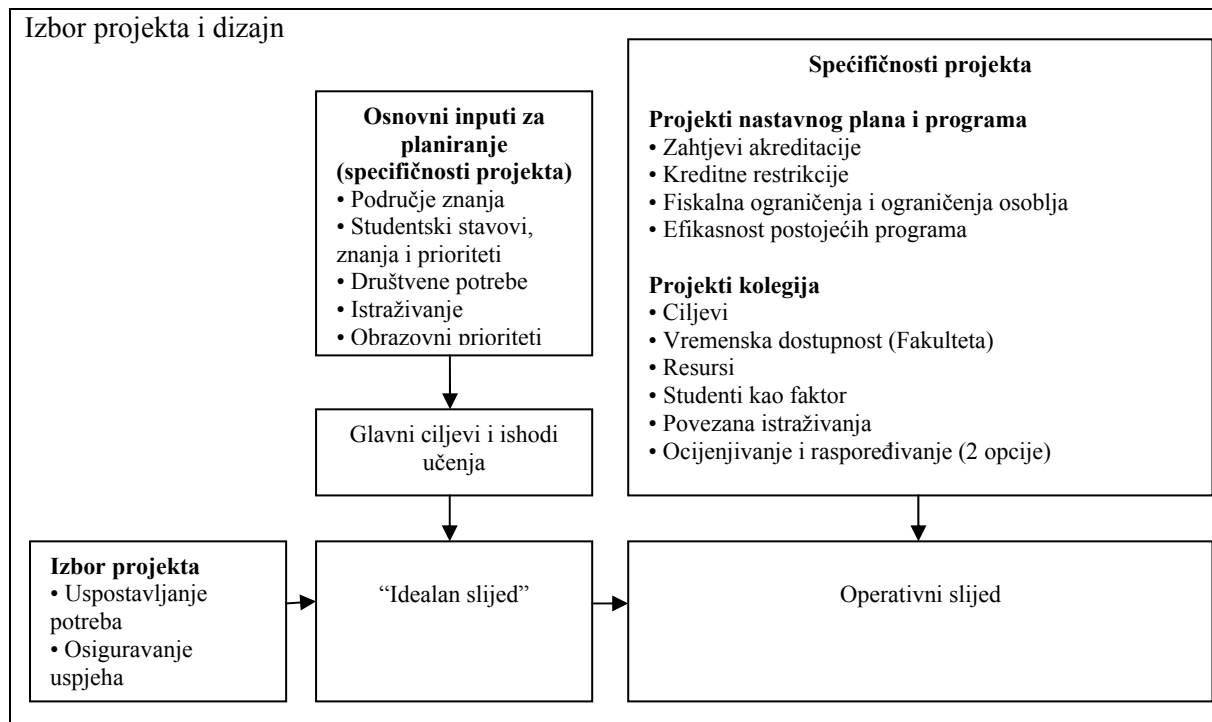 Izbor projekta i dizajn
Osnovni inputi za
planiranje
(specifičnosti projekta)
• Područje znanja
• Studentski stavovi,
znanja i prioriteti
• Društvene potrebe
• Istraživanje
• Obrazovni prioriteti
Spećifičnosti projekta
Projekti nastavnog plana i programa
• Zahtjevi akreditacije
• Kreditne restrikcije
• Fiskalna ograničenja i ograničenja osoblja
• Efikasnost postojećih programa
Projekti kolegija
• Ciljevi
• Vremenska dostupnost (Fakulteta)
• Resursi
• Studenti kao faktor
• Povezana istraživanja
• Ocijenjivanje i raspoređivanje (2 opcije)
Glavni ciljevi i ishodi
učenja
Izbor projekta
• Uspostavljanje
potreba
• Osiguravanje
uspjeha
“Idealan slijed”
Operativni slijed